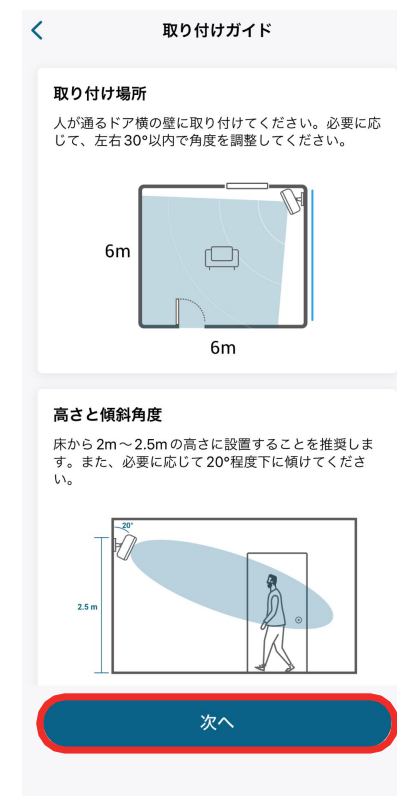 取り付けガイド
取り付け場所
人が通るドア横の壁に取り付けてください。必要に応
じて、左右30°以内で角度を調整してください。
6m
6m
高さと傾斜角度
床から2m～2.5mの高さに設置することを推奨しま
す。また、必要に応じて20°程度下に傾けてくださ
い。
20°
2.5 m
次へ